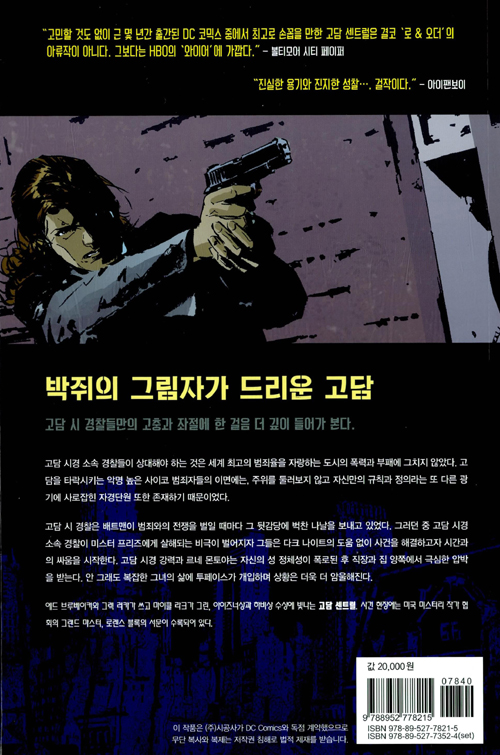 “고민할 것도 없이 근 몇 년간 출간된 DC 코믹스 중에서 최고로 손꼽을 만한 고담 센트럴은 결코 ‘로 & 오더’의
아류작이 아니다. 그보다는 HBO의 ‘와이어’에 가깝다.” – 볼티모어 시티 페이퍼
“진실한 용기와 진지한 성찰…, 걸작이다.” – 아이팬보이
박쥐의 그림자가 드리운 고담
고담 시 경찰들만의 고충과 좌절에 한 걸음 더 깊이 들어가 본다.
고담 시경 소속 경찰들이 상대해야 하는 것은 세계 최고의 범죄율을 자랑하는 도시의 폭력과 부패에 그치지 않았다. 고
담을 타락시키는 악명 높은 사이코 범죄자들의 이면에는, 주위를 둘러보지 않고 자신만의 규칙과 정의라는 또 다른 광
기에 사로잡힌 자경단원 또한 존재하기 때문이었다.
고담 시 경찰은 배트맨이 범죄와의 전쟁을 벌일 때마다 그 뒷감당에 벅찬 나날을 보내고 있었다. 그러던 중 고담 시경
소속 경찰이 미스터 프리즈에게 살해되는 비극이 벌어지자 그들은 다크 나이트의 도움 없이 사건을 해결하고자 시간과
의 싸움을 시작한다. 고담 시경 강력과 르네 몬토야는 자신의 성 정체성이 폭로된 후 직장과 집 양쪽에서 극심한 압박
을 받는다. 안 그래도 복잡한 그녀의 삶에 투페이스가 개입하며 상황은 더욱 더 암울해진다.
에드 브루베이커와 그렉 러카가 쓰고 마이클 라크가 그린, 아이즈너상과 하비상 수상에 빛나는 고담 센트럴. 사건 현장에는 미국 미스터리 작가 협
회의 그랜드 마스터, 로렌스 블록의 서문이 수록되어 있다.
값 20,000원
07840
9 788952 778215
ISBN 978-89-527-7821-5
ISBN 978-89-527-7352-4(set)
이 작품은 (주)시공사가 DC Comics와 독점 계약했으므로
무단 복사와 복제는 저작권 침해로 법적 제재를 받습니다.